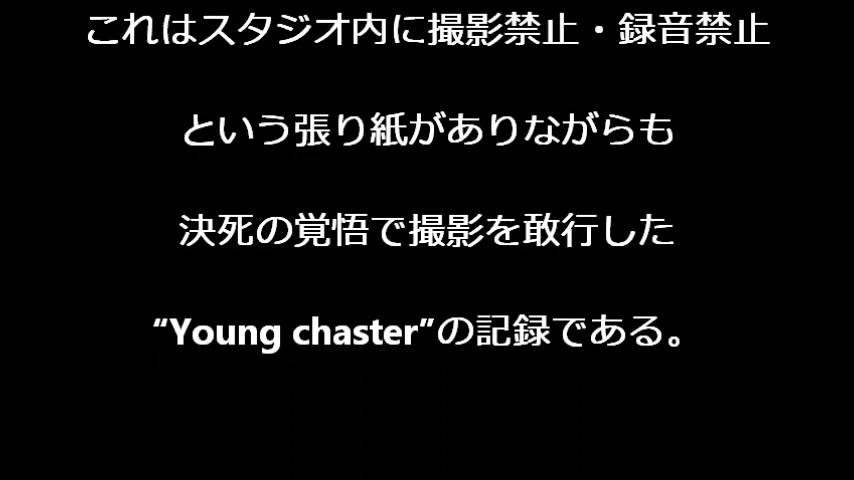 これはスタジオ内に撮影禁止・録音禁止
という張り紙がありながらも
決死の覚悟で撮影を敢行した
“Young chaster”の記録である。